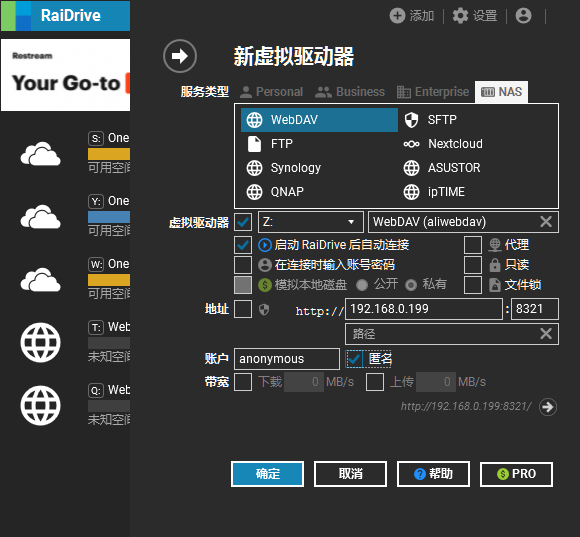 RaiDrive
添加
设置
Restream
Your Go-to
新虚拟驱动器
服务类型
Personal
Business
Enterprise
NAS
WebDAV
SFTP
FTP
Nextcloud
Synology
ASUSTOR
QNAP
ipTIME
S: One
可用空间
Y: One
可用空间
W: One
可用空间
T: Web
未知空间
Q: Web
未知空间
虚拟驱动器
Z:
WebDAV (aliwebdav)
启动 RaiDrive 后自动连接
代理
在连接时输入账号密码
只读
模拟本地磁盘
公开
私有
文件锁
地址
http://
192.168.0.199
:
8321
路径
账户
anonymous
匿名
带宽
下载
0
MB/s
上传
0
MB/s
http://192.168.0.199:8321/
确定
取消
帮助
PRO